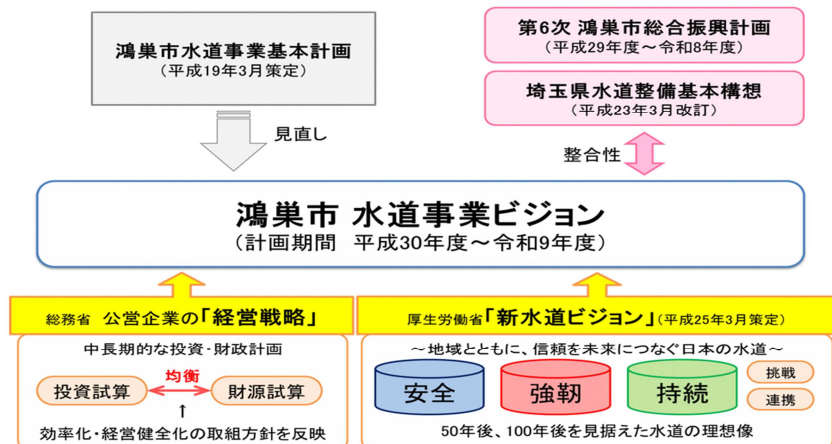 鴻巣市水道事業基本計画
(平成19年3月策定)
第6次 鴻巣市総合振興計画
(平成29年度～令和8年度)
埼玉県水道整備基本構想
(平成23年3月改訂)
見直し
整合性
鴻巣市 水道事業ビジョン
(計画期間 平成30年度～令和9年度)
総務省 公営企業の「経営戦略」
中長期的な投資・財政計画
投資試算
均衡
財源試算
効率化・経営健全化の取組方針を反映
厚生労働省「新水道ビジョン」(平成25年3月策定)
～地域とともに、信頼を未来につなぐ日本の水道～
安全
強靭
持続
挑戦
連携
50年後、100年後を見据えた水道の理想像